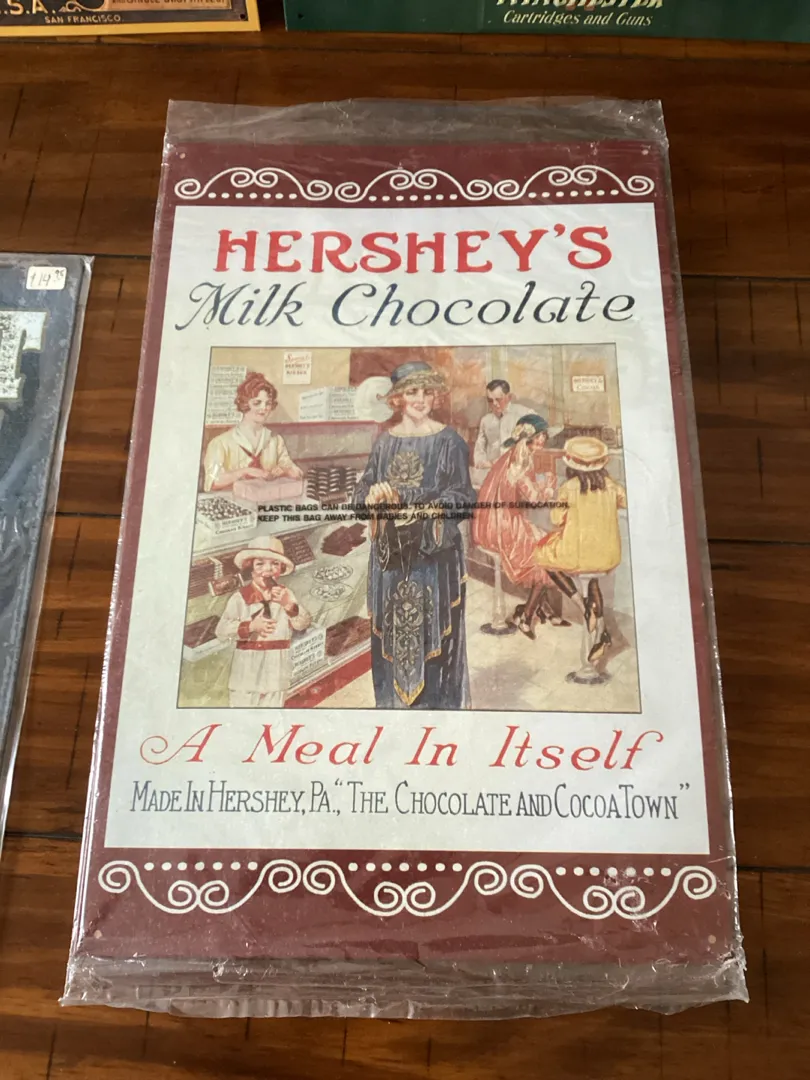 U.S.A.
SAN FRANCISCO.
WINCHESTER
Cartridges and Guns
$14.95
HERSHEY'S
Milk Chocolate
PLASTIC BAGS CAN BE DANGEROUS. TO AVOID DANGER OF SUFFOCATION,
KEEP THIS BAG AWAY FROM BABIES AND CHILDREN.
A Meal In Itself
MADE IN HERSHEY, PA., "THE CHOCOLATE AND COCOA TOWN"